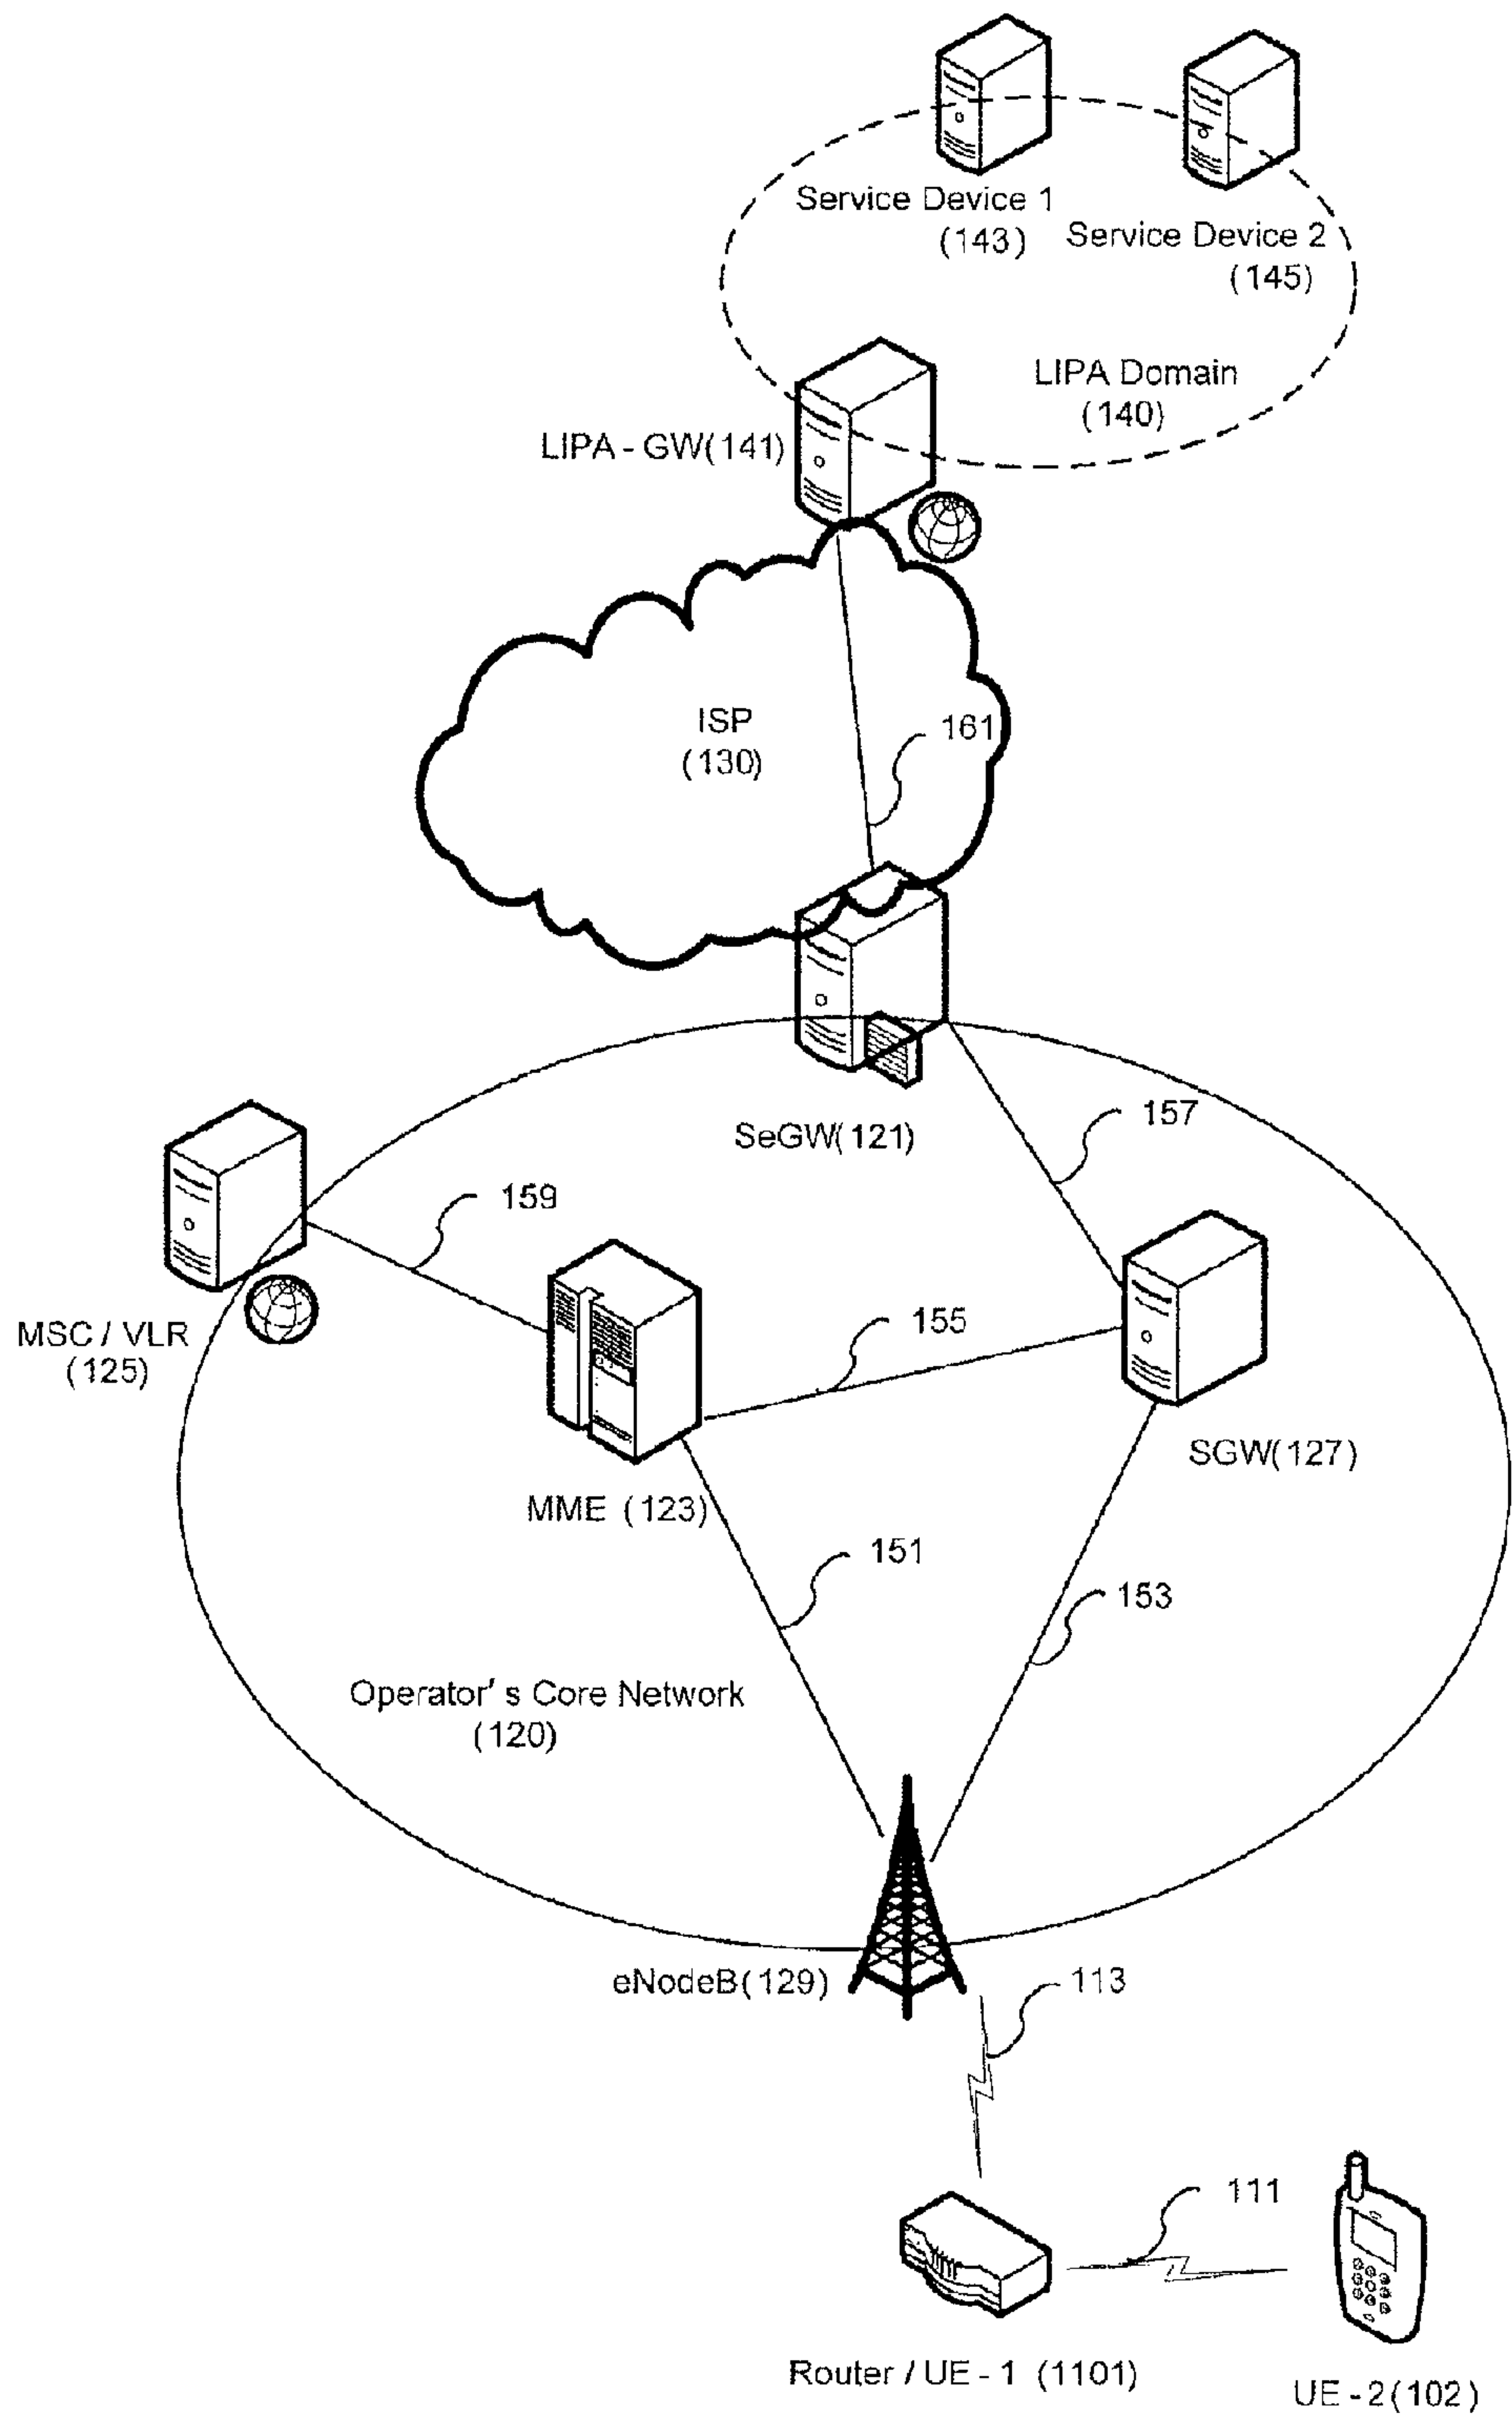 Service Device 1
(143)
Service Device 2
(145)
LIPA Domain
(140)
LIPA - GW(141)
ISP
(130)
161
SeGW(121)
157
159
MSC / VLR
(125)
155
MME (123)
SGW(127)
151
153
Operator' s Core Network
(120)
eNodeB(129)
113
111
Router / UE - 1 (1101)
UE - 2(102)